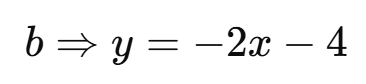 b ⇒ y = −2x − 4